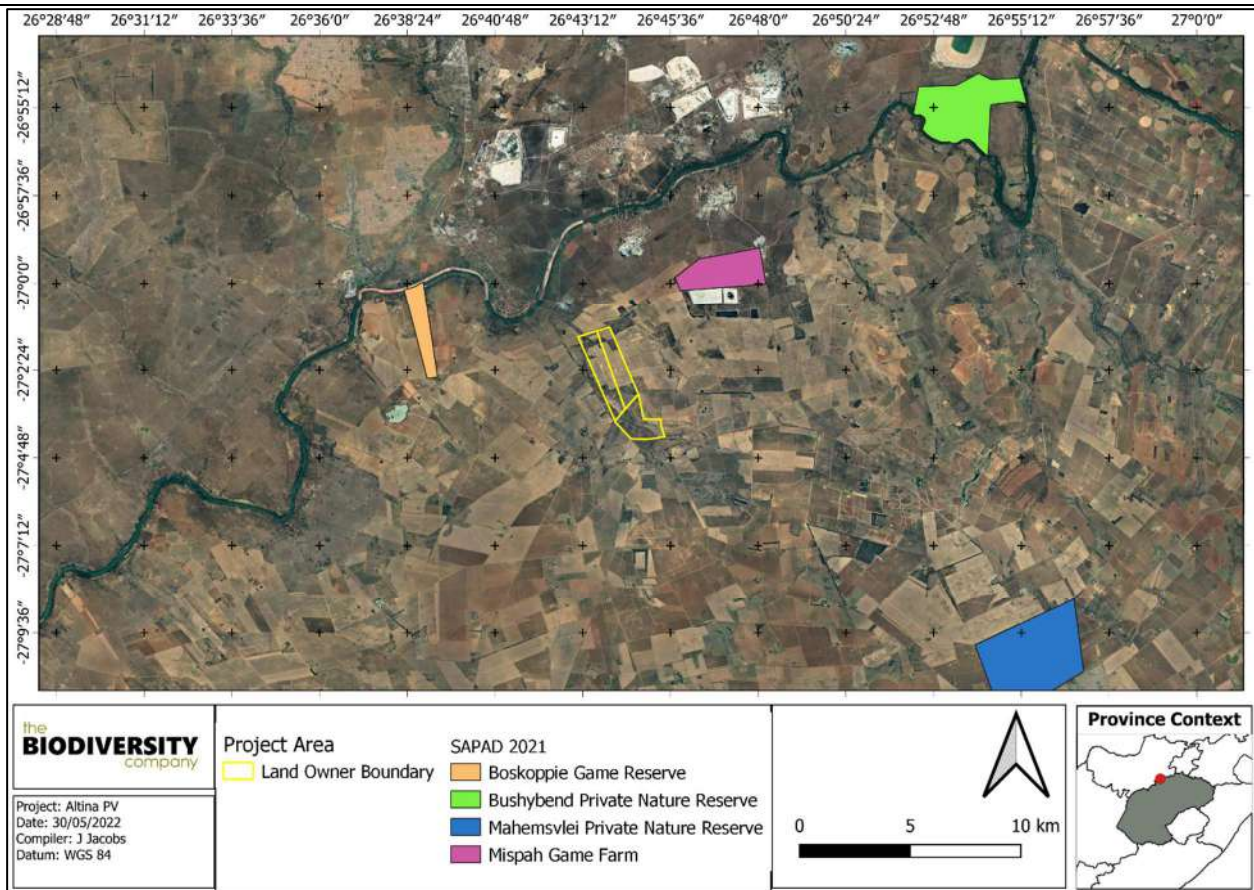 26°28′48″ 26°31′12″ 26°33′36″ 26°36′0″ 26°38′24″ 26°40′48″ 26°43′12″ 26°45′36″ 26°48′0″ 26°50′24″ 26°52′48″ 26°55′12″ 26°57′36″ 27°0′0″
-26°55′12″
-26°57′36″
-27°0′0″
-27°2′24″
-27°4′48″
-27°7′12″
-27°9′36″
the
BIODIVERSITY
company
Project: Altina PV
Date: 30/05/2022
Compiler: J Jacobs
Datum: WGS 84
Project Area
Land Owner Boundary
SAPAD 2021
Boskoppie Game Reserve
Bushybend Private Nature Reserve
Mahemsvlei Private Nature Reserve
Mispah Game Farm
0 5 10 km
Province Context